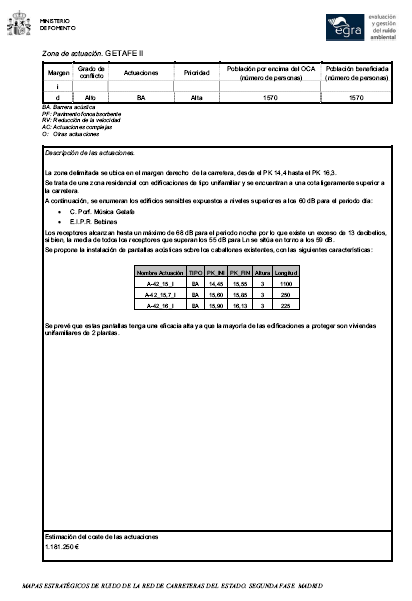 MINISTERIO
DE FOMENTO
egra
evaluación
y gestión
del ruido
ambiental
Zona de actuación. GETAFE II
Margen Grado de conflicto Actuaciones Prioridad Población por encima del OCA (número de personas) Población beneficiada (número de personas)
i
d Alto BA Alta 1570 1570
BA: Barrera acústica
PF: Pavimento fonoabsorbente
RV: Reducción de la velocidad
AC: Actuaciones complejas
O: Otras actuaciones
Descripción de las actuaciones.
La zona delimitada se ubica en el margen derecho de la carretera, desde el PK 14,4 hasta el PK 16,3.
Se trata de una zona residencial con edificaciones de tipo unifamiliar y se encuentran a una cota ligeramente superior a
la carretera.
A continuación, se enumeran los edificios sensibles expuestos a niveles superiores a los 60 dB para el periodo día:
• C. Porf. Música Getafe
• E.I.P.R. Bebines
Los receptores alcanzan hasta un máximo de 68 dB para el periodo noche por lo que existe un exceso de 13 decibelios,
si bien, la media de todos los receptores que superan los 55 dB para Ln se sitúa en torno a los 59 dB.
Se propone la instalación de pantallas acústicas sobre los caballones existentes, con las siguientes características:
Nombre Actuación TIPO PK_INI PK_FIN Altura Longitud
A-42_15_I BA 14,45 15,55 3 1100
A-42_15,7_I BA 15,60 15,85 3 250
A-42_16_I BA 15,90 16,13 3 225
Se prevé que estas pantallas tenga una eficacia alta ya que la mayoría de las edificaciones a proteger son viviendas
unifamiliares de 2 plantas.
Estimación del coste de las actuaciones
1.181.250 €
MAPAS ESTRATÉGICOS DE RUIDO DE LA RED DE CARRETERAS DEL ESTADO. SEGUNDA FASE. MADRID